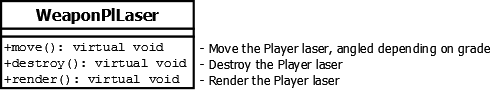 WeaponPlLaser
+move(): virtual void - Move the Player laser, angled depending on grade
+destroy(): virtual void - Destroy the Player laser
+render(): virtual void - Render the Player laser